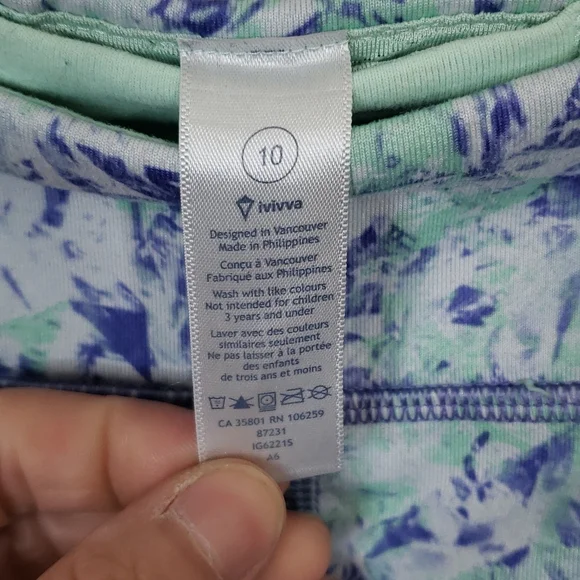 10
ivivva
Designed in Vancouver
Made in Philippines
Conçu à Vancouver
Fabriqué aux Philippines
Wash with like colours
Not intended for children
3 years and under
Laver avec des couleurs
similaires seulement
Ne pas laisser à la portée
des enfants
de trois ans et moins
CA 35801 RN 106259
87231
IG6221S
A6